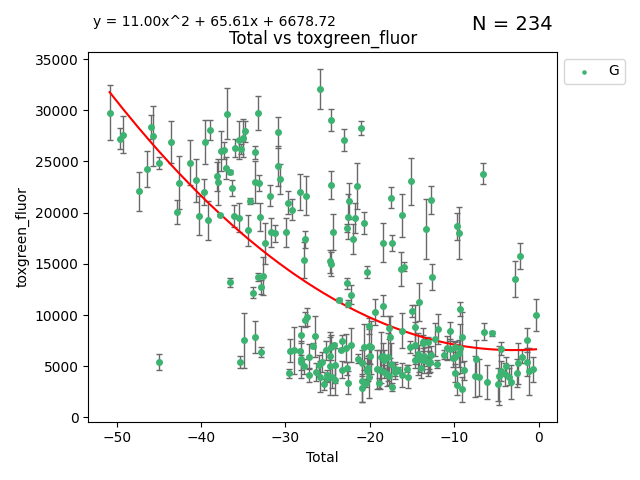 y = 11.00x^2 + 65.61x + 6678.72
N = 234
Total vs toxgreen_fluor
G
35000
30000
25000
20000
15000
10000
5000
0
toxgreen_fluor
−50 −40 −30 −20 −10 0
Total